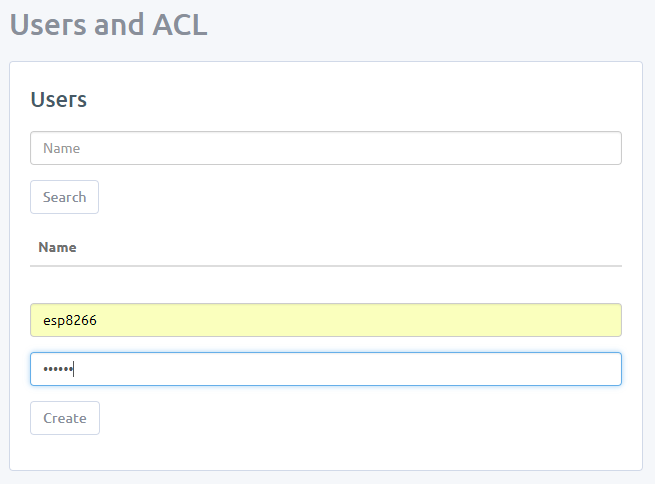 Users and ACL
Users
Name
Search
Name
esp8266
••••••
Create